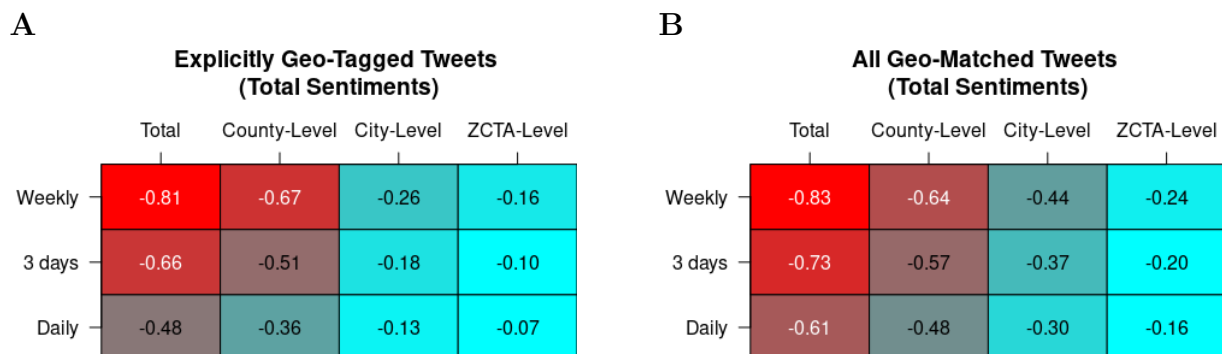 A
Explicitly Geo-Tagged Tweets
(Total Sentiments)
Total County-Level City-Level ZCTA-Level
Weekly -0.81 -0.67 -0.26 -0.16
3 days -0.66 -0.51 -0.18 -0.10
Daily -0.48 -0.36 -0.13 -0.07
B
All Geo-Matched Tweets
(Total Sentiments)
Total County-Level City-Level ZCTA-Level
Weekly -0.83 -0.64 -0.44 -0.24
3 days -0.73 -0.57 -0.37 -0.20
Daily -0.61 -0.48 -0.30 -0.16